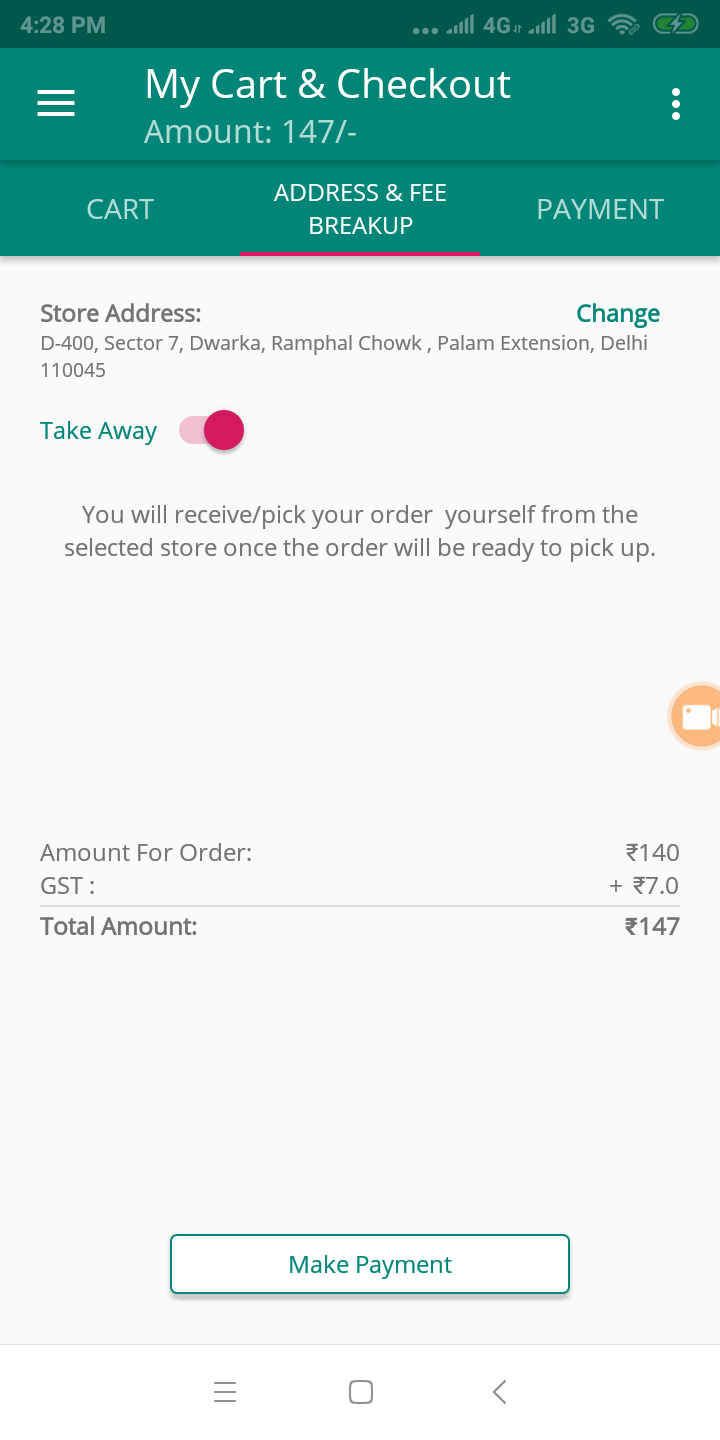 4:28 PM
4G
3G
My Cart & Checkout
Amount: 147/-
CART
ADDRESS & FEE
BREAKUP
PAYMENT
Store Address:
Change
D-400, Sector 7, Dwarka, Ramphal Chowk , Palam Extension, Delhi
110045
Take Away
You will receive/pick your order  yourself from the
selected store once the order will be ready to pick up.
Amount For Order: ₹140
GST : + ₹7.0
Total Amount: ₹147
Make Payment